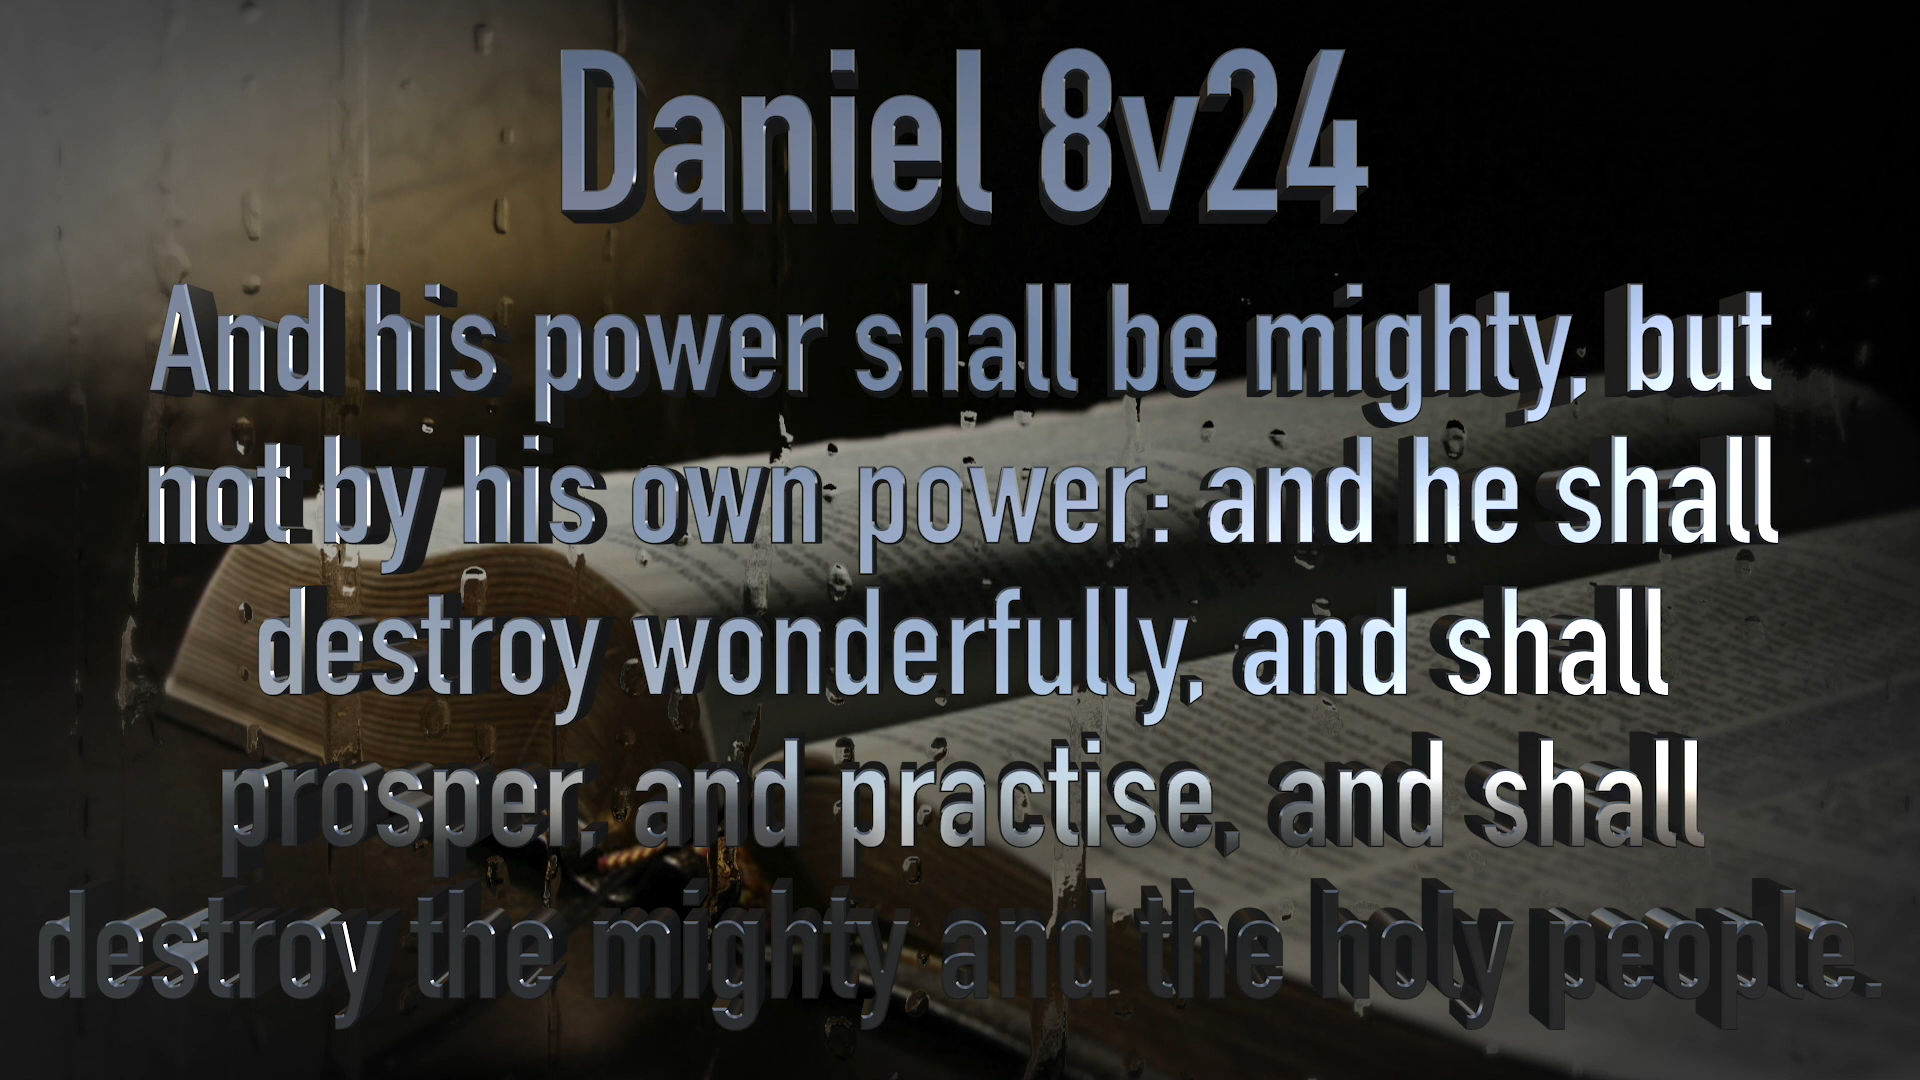 Daniel 8v24
And his power shall be mighty, but
not by his own power: and he shall
destroy wonderfully, and shall
prosper, and practise, and shall
destroy the mighty and the holy people.